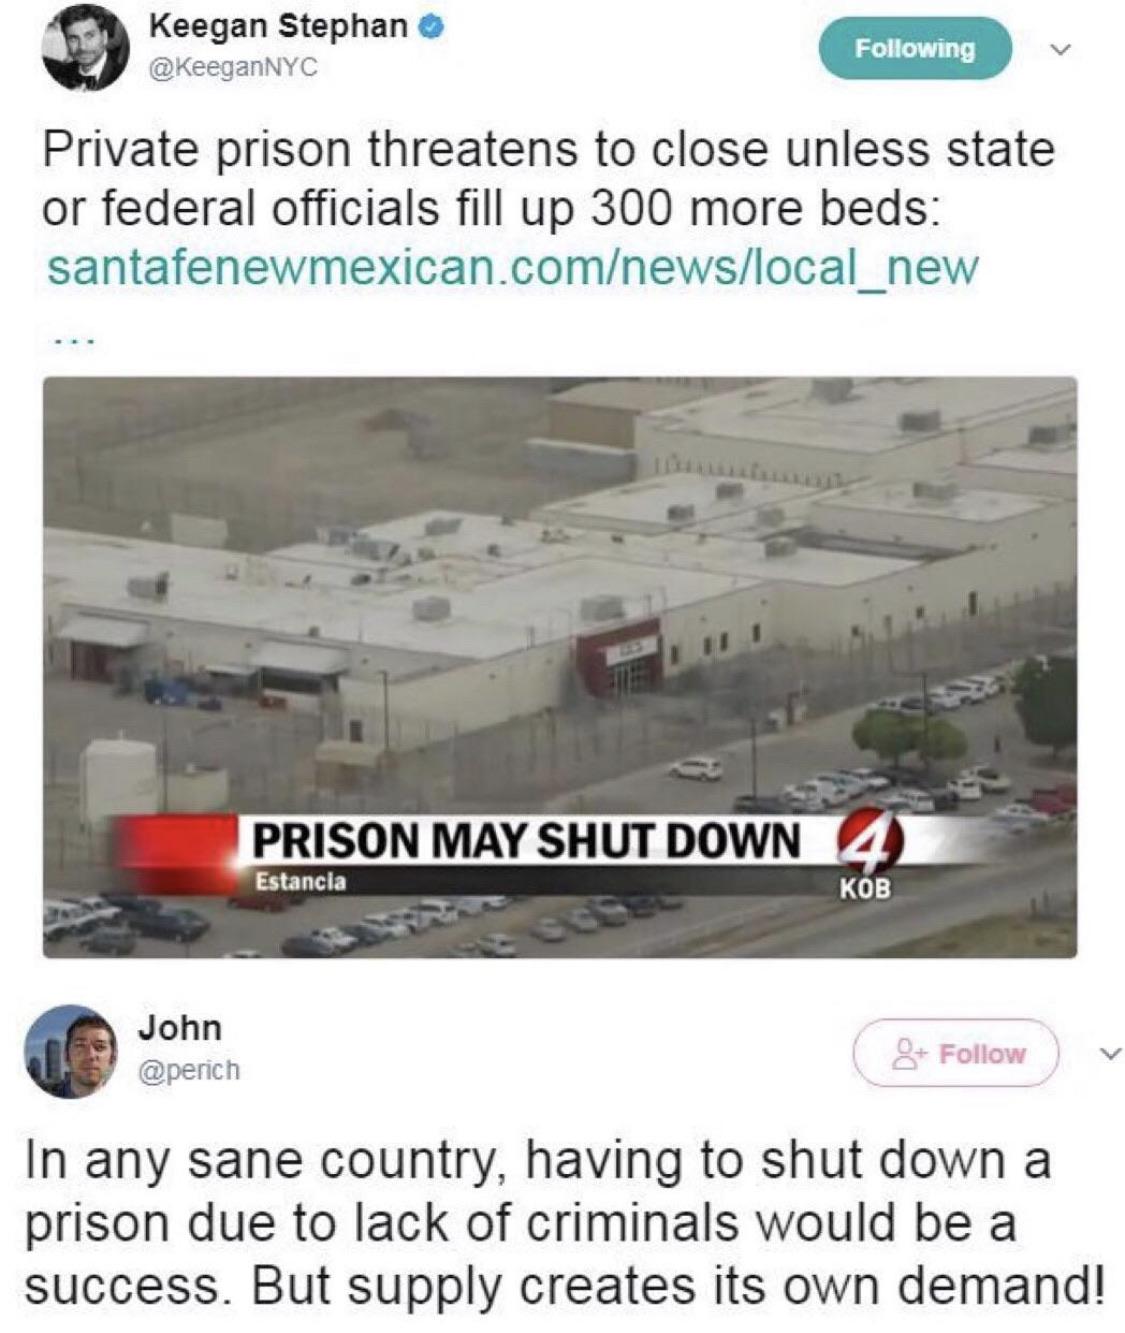 Keegan Stephan
@KeeganNYC
Following
Private prison threatens to close unless state
or federal officials fill up 300 more beds:
santafenewmexican.com/news/local_new
...
PRISON MAY SHUT DOWN
Estancia
4
KOB
John
@perich
Follow
In any sane country, having to shut down a
prison due to lack of criminals would be a
success. But supply creates its own demand!